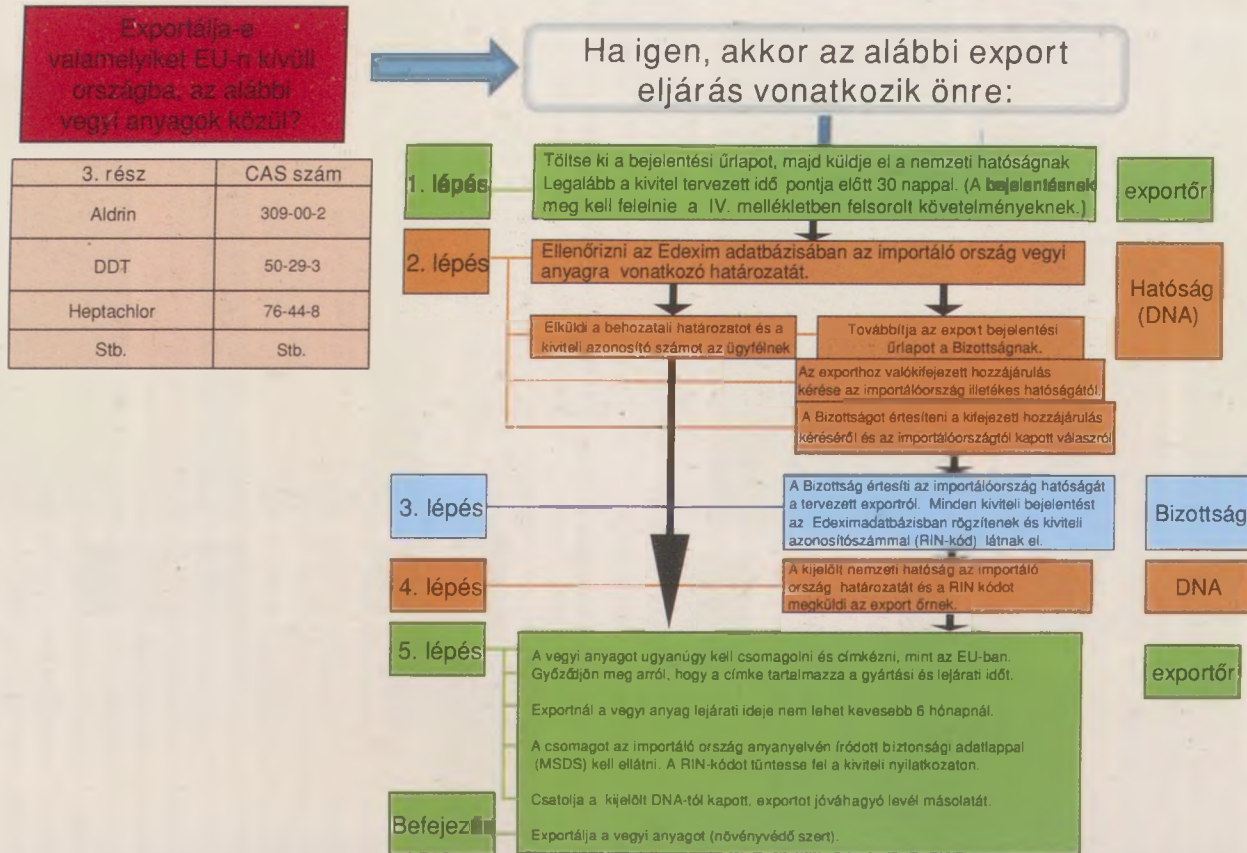 Exportálja-e
valamelyiket EU-n kívüli
országba, az alábbi
vegyi anyagok közül?
Ha igen, akkor az alábbi export
eljárás vonatkozik önre:
3. rész CAS szám
Aldrin 309-00-2
DDT 50-29-3
Heptachlor 76-44-8
Stb. Stb.
1. lépés
Töltse ki a bejelentési űrlapot, majd küldje el a nemzeti hatóságnak
Legalább a kivitel tervezett idő pontja előtt 30 nappal. (A bejelentésnek
meg kell felelnie a IV. mellékletben felsorolt követelményeknek.)
exportőr
2. lépés
Ellenőrizni az Edexim adatbázisában az importáló ország vegyi
anyagra vonatkozó határozatát.
Hatóság
(DNA)
Elküldi a behozatali határozatot és a
kiviteli azonosító számot az ügyfélnek
Továbbítja az export bejelentési
űrlapot a Bizottságnak.
Az exporthoz valókifejezett hozzájárulás
kérése az importálóország illetékes hatóságától.
A Bizottságot értesíteni a kifejezett hozzájárulás
kéréséről és az importálóországtól kapott válaszról
3. lépés
A Bizottság értesíti az importálóország hatóságát
a tervezett exportról. Minden kiviteli bejelentést
az Edeximadatbázisban rögzítenek és kiviteli
azonosítószámmal (RIN-kód) látnak el.
Bizottság
4. lépés
A kijelölt nemzeti hatóság az importáló
ország határozatát és a RIN kódot
megküldi az export őrnek.
DNA
5. lépés
A vegyi anyagot ugyanúgy kell csomagolni és címkézni, mint az EU-ban.
Győződjön meg arról, hogy a címke tartalmazza a gyártási és lejárati időt.
Exportnál a vegyi anyag lejárati ideje nem lehet kevesebb 6 hónapnál.
A csomagot az importáló ország anyanyelvén íródott biztonsági adatlappal
(MSDS) kell ellátni. A RIN-kódot tüntesse fel a kiviteli nyilatkozaton.
Csatolja a kijelölt DNA-tól kapott, exportot jóváhagyó levél másolatát.
exportőr
Exportálja a vegyi anyagot (növényvédő szert).